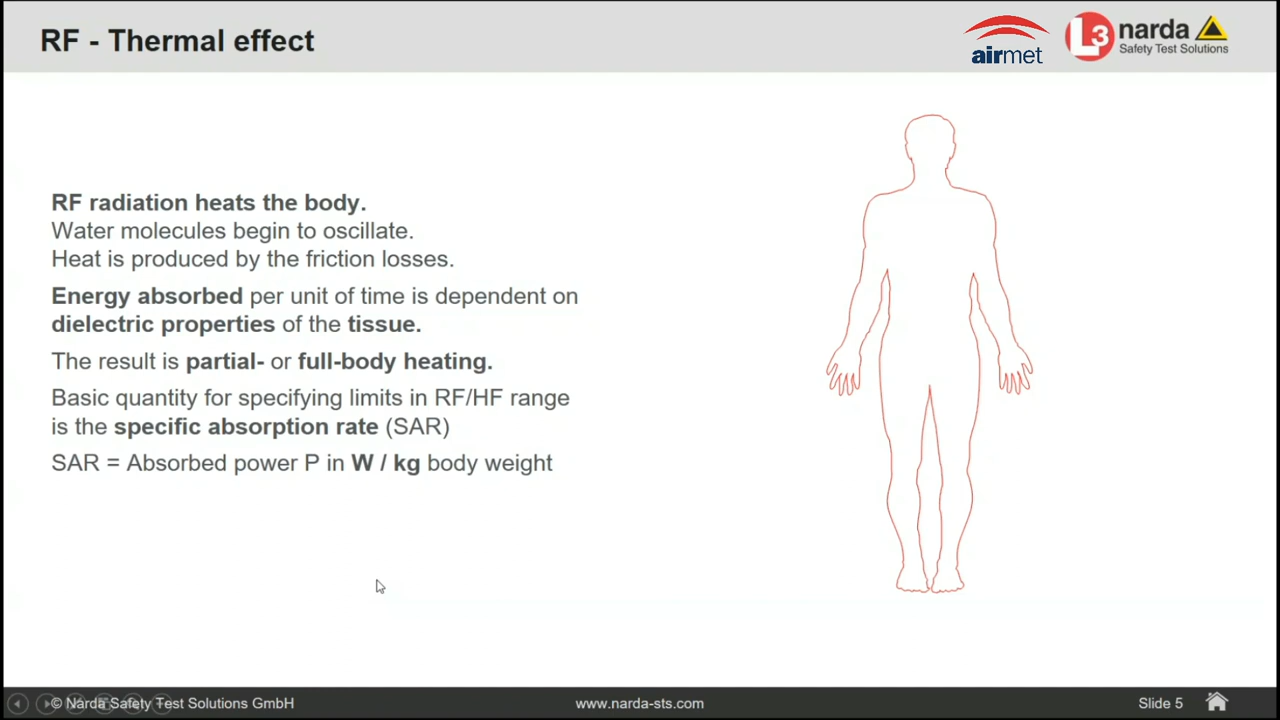 RF - Thermal effect
airmet
L3 narda
Safety Test Solutions
RF radiation heats the body.
Water molecules begin to oscillate.
Heat is produced by the friction losses.
Energy absorbed per unit of time is dependent on
dielectric properties of the tissue.
The result is partial- or full-body heating.
Basic quantity for specifying limits in RF/HF range
is the specific absorption rate (SAR)
SAR = Absorbed power P in W / kg body weight
© Narda Safety Test Solutions GmbH
www.narda-sts.com
Slide 5